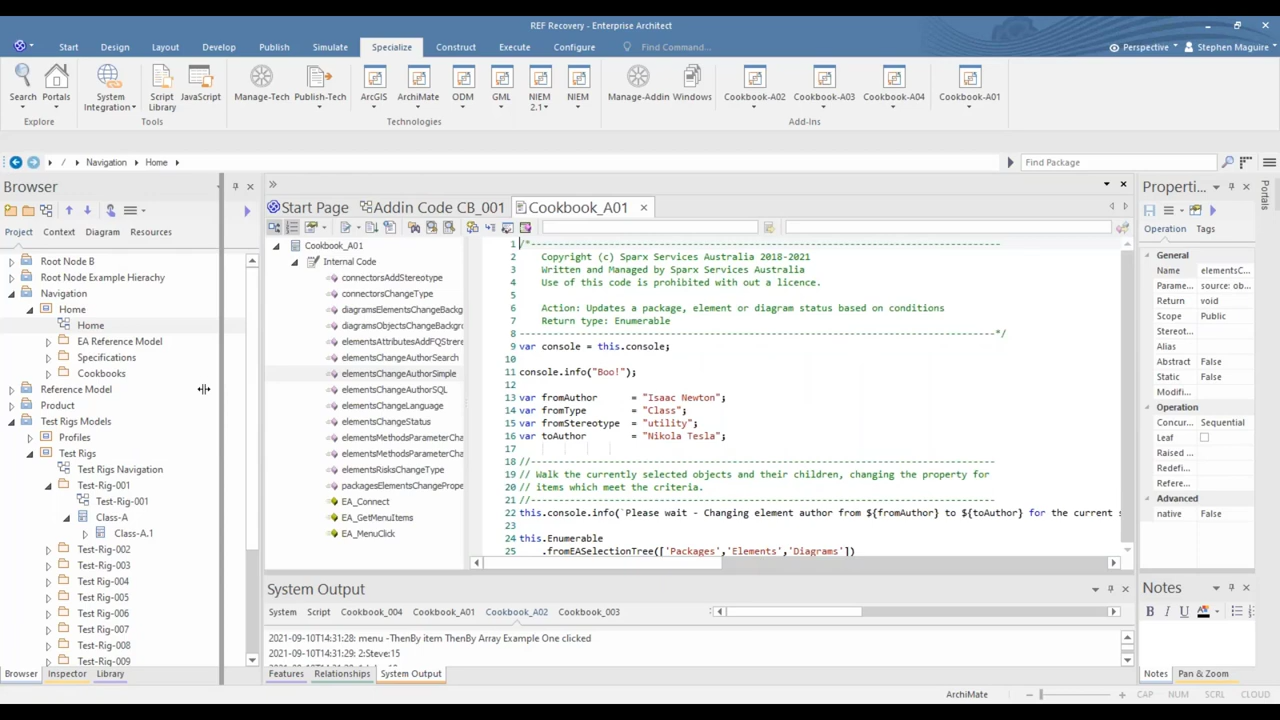 REF Recovery - Enterprise Architect
Start Design Layout Develop Publish Simulate Specialize Construct Execute Configure Find Command... Perspective Stephen Maguire
Search Portals System Integration Script Library JavaScript Manage-Tech Publish-Tech ArcGIS ArchiMate ODM GML NIEM 2.1 NIEM Manage-Addin Windows Cookbook-A02 Cookbook-A03 Cookbook-A04 Cookbook-A01
Explore Tools Technologies Add-Ins
/ Navigation Home Find Package
Browser
Project Context Diagram Resources
Root Node B
Root Node Example Hierachy
Navigation
Home
Home
EA Reference Model
Specifications
Cookbooks
Reference Model
Product
Test Rigs Models
Profiles
Test Rigs
Test Rigs Navigation
Test-Rig-001
Test-Rig-001
Class-A
Class-A.1
Test-Rig-002
Test-Rig-003
Test Rig-004
Test Rig-005
Test Rig-006
Test Rig-007
Test-Rig-008
Test-Rig-009
Browser Inspector Library
Start Page Addin Code CB_001 Cookbook_A01
Cookbook_A01
Internal Code
connectorsAddStereotype
connectorsChangeType
diagramsElementsChangeBackg
diagramsObjectsChangeBackgro
elementsAttributesAddFQStere
elementsChangeAuthorSearch
elementsChangeAuthorSimple
elementsChangeAuthorSQL
elementsChangeLanguage
elementsChangeStatus
elementsMethodsParameterCha
elementsMethodsParameterCha
elementsRisksChangeType
packagesElementsChangePrope
EA_Connect
EA_GetMenuItems
EA_MenuClick
1 /*-----------------------------------------------------------------------------------
2 Copyright (c) Sparx Services Australia 2018-2021
3 Written and Managed by Sparx Services Australia
4 Use of this code is prohibited with out a licence.
5
6 Action: Updates a package, element or diagram status based on conditions
7 Return type: Enumerable
8 -----------------------------------------------------------------------------------*/
9 var console = this.console;
10
11 console.info("Boo!");
12
13 var fromAuthor = "Isaac Newton";
14 var fromType = "Class";
15 var fromStereotype = "utility";
16 var toAuthor = "Nikola Tesla";
17
18 //-----------------------------------------------------------------------------------
19 // Walk the currently selected objects and their children, changing the property for
20 // items which meet the criteria.
21 //-----------------------------------------------------------------------------------
22 this.console.info(`Please wait - Changing element author from ${fromAuthor} to ${toAuthor} for the current s
23
24 this.Enumerable
25 .fromEASelectionTree(['Packages','Elements','Diagrams'])
System Output
System Script Cookbook_004 Cookbook_A01 Cookbook_A02 Cookbook_003
2021-09-10T14:31:28: menu -ThenBy item ThenBy Array Example One clicked
2021-09-10T14:31:29: 2:Steve:15
Features Relationships System Output
Properti...
Operation Tags
General
Name elementsC...
Parame... source: ob...
Return void
Scope Public
Stereot...
Alias
Abstract False
Static False
Modifi...
Operation
Concur... Sequential
Leaf
Raised ...
Redefi...
Refere...
Advanced
native False
Notes
B I U A
Notes Pan & Zoom
Portals
ArchiMate CAP NUM SCRL CLOUD